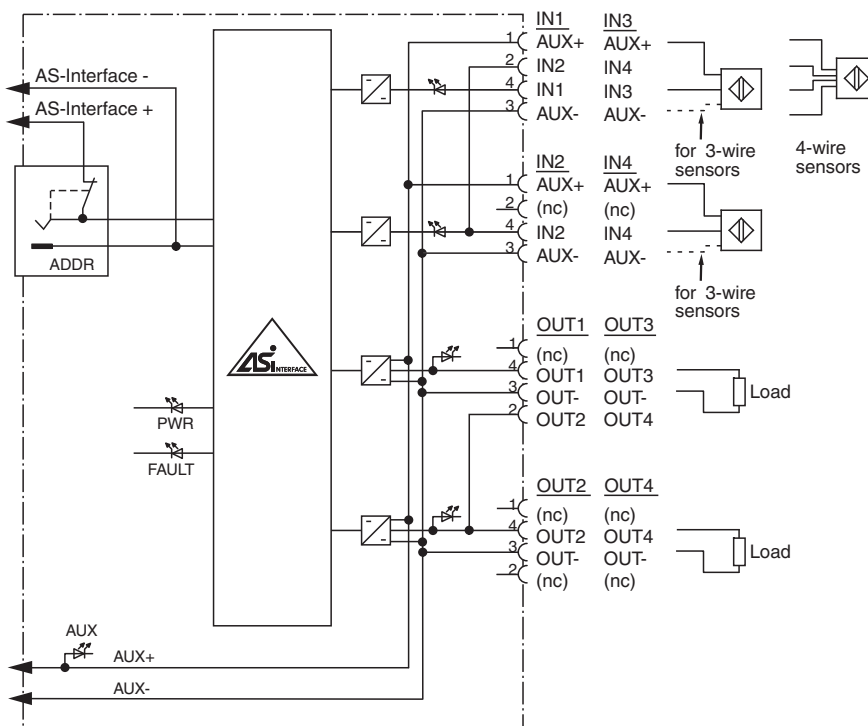 AS-Interface -
AS-Interface +
ADDR
ASi INTERFACE
PWR
FAULT
AUX
AUX+
AUX-
IN1 IN3
1 AUX+ AUX+
2 IN2 IN4
4 IN1 IN3
3 AUX- AUX-
for 3-wire
sensors
4-wire
sensors
IN2 IN4
1 AUX+ AUX+
2 (nc) (nc)
4 IN2 IN4
3 AUX- AUX-
for 3-wire
sensors
OUT1 OUT3
1 (nc) (nc)
4 OUT1 OUT3
3 OUT- OUT-
2 OUT2 OUT4
Load
OUT2 OUT4
1 (nc) (nc)
4 OUT2 OUT4
3 OUT- OUT-
2 (nc) (nc)
Load